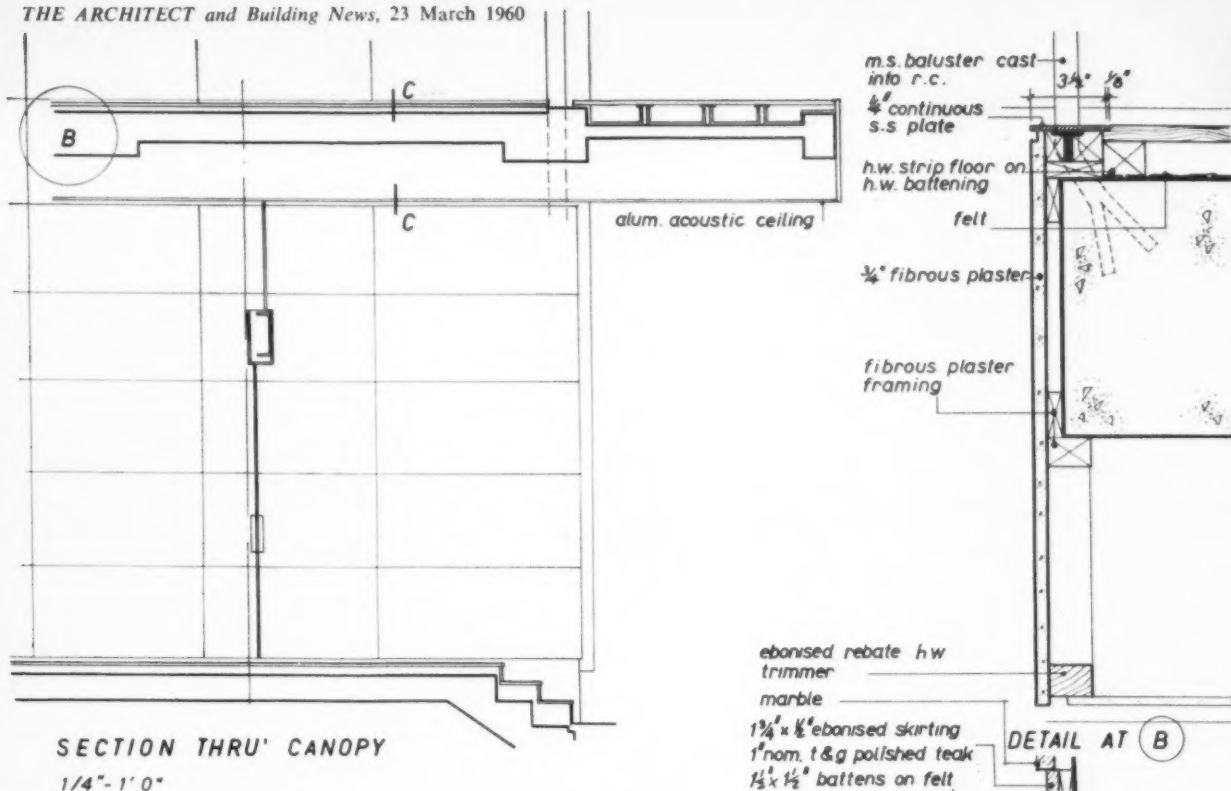 THE ARCHITECT and Building News, 23 March 1960
B
C
C
alum. acoustic ceiling
SECTION THRU' CANOPY
1/4"- 1' 0"
m.s. baluster cast
into r.c.
3½" ⅛"
¼" continuous
s.s plate
h.w. strip floor on
h.w. battening
felt
¾" fibrous plaster
fibrous plaster
framing
ebonised rebate h w
trimmer
marble
1¾" x ½" ebonised skirting
1" nom. t & g polished teak
1½" x 1½" battens on felt
DETAIL AT B